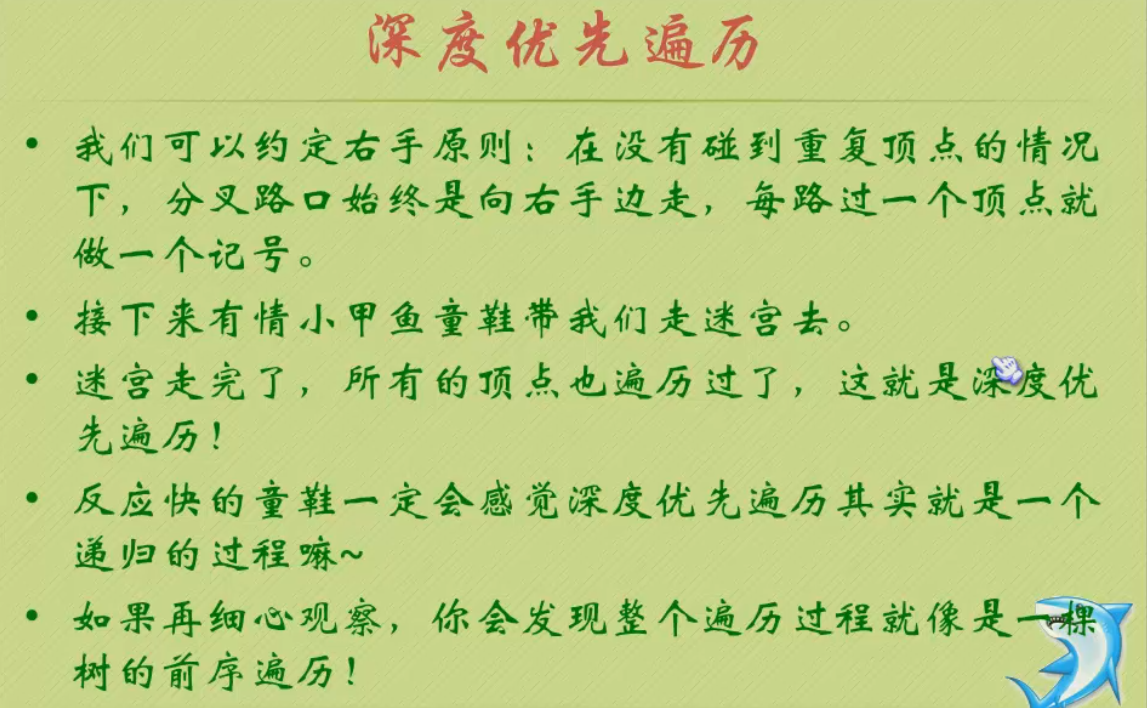 深度优先遍历
• 我们可以约定右手原则：在没有碰到重复顶点的情况
下，分叉路口始终是向右手边走，每路过一个顶点就
做一个记号。
• 接下来有情小甲鱼童鞋带我们走迷宫去。
• 迷宫走完了，所有的顶点也遍历过了，这就是深度优
先遍历！
• 反应快的童鞋一定会感觉深度优先遍历其实就是一个
递归的过程嘛~
• 如果再细心观察，你会发现整个遍历过程就像是一棵
树的前序遍历！